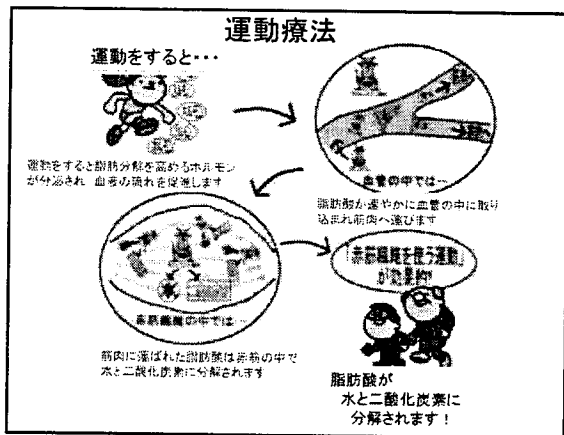 運動療法
運動をすると・・・
運動をすると脂肪分解を高めるホルモン
が分泌され 血液の流れを促進します
血管の中では…
脂肪酸が速やかに血管の中に取り
込まれ筋肉へ運びます
赤筋繊維の中では…
筋肉に運ばれた脂肪酸は赤筋の中で
水と二酸化炭素に分解されます
「赤筋繊維を使う運動」
が効果的!
脂肪酸が
水と二酸化炭素に
分解されます!